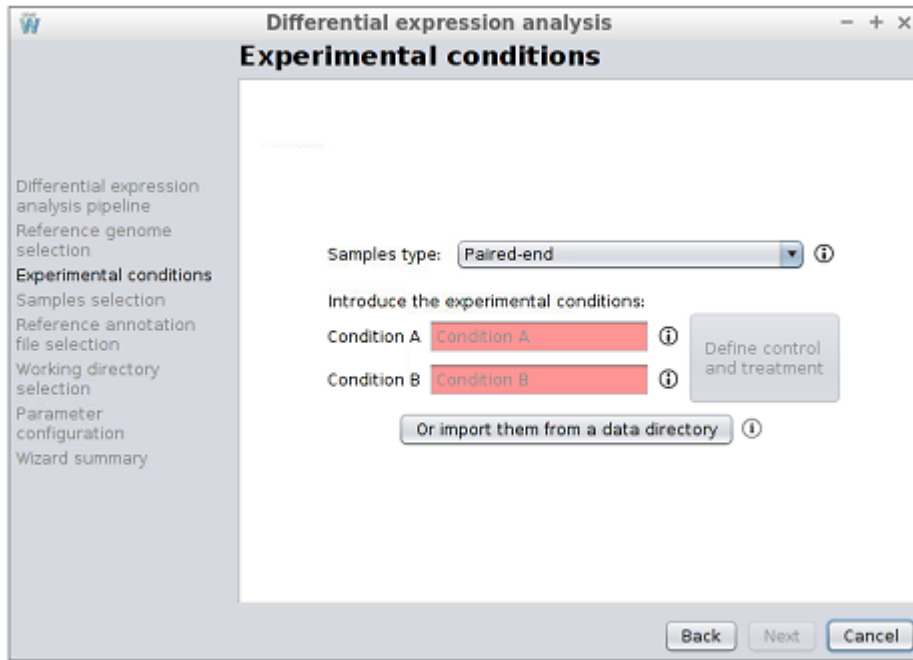 Differential expression analysis
Experimental conditions
Differential expression
analysis pipeline
Reference genome
selection
Experimental conditions
Samples selection
Reference annotation
file selection
Working directory
selection
Parameter
configuration
Wizard summary
Samples type: Paired-end
Introduce the experimental conditions:
Condition A Condition A
Condition B Condition B
Define control
and treatment
Or import them from a data directory
Back Next Cancel